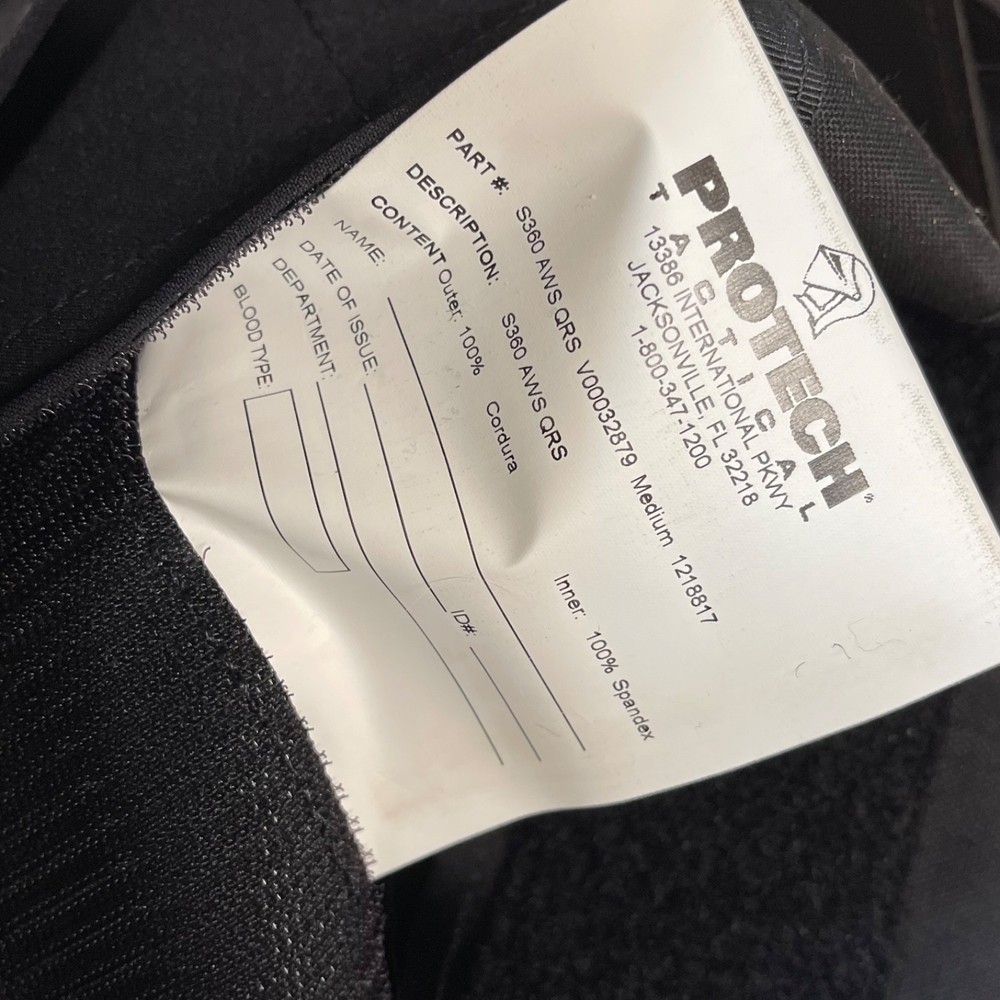 PROTECH®
TACTICAL
13386 INTERNATIONAL PKWY
JACKSONVILLE, FL 32218
1-800-347-1200
PART #: S360 AWS QRS V00032879 Medium 1218817
DESCRIPTION: S360 AWS QRS
CONTENT Outer: 100% Cordura Inner: 100% Spandex
NAME:
DATE OF ISSUE: ID#:
DEPARTMENT:
BLOOD TYPE: